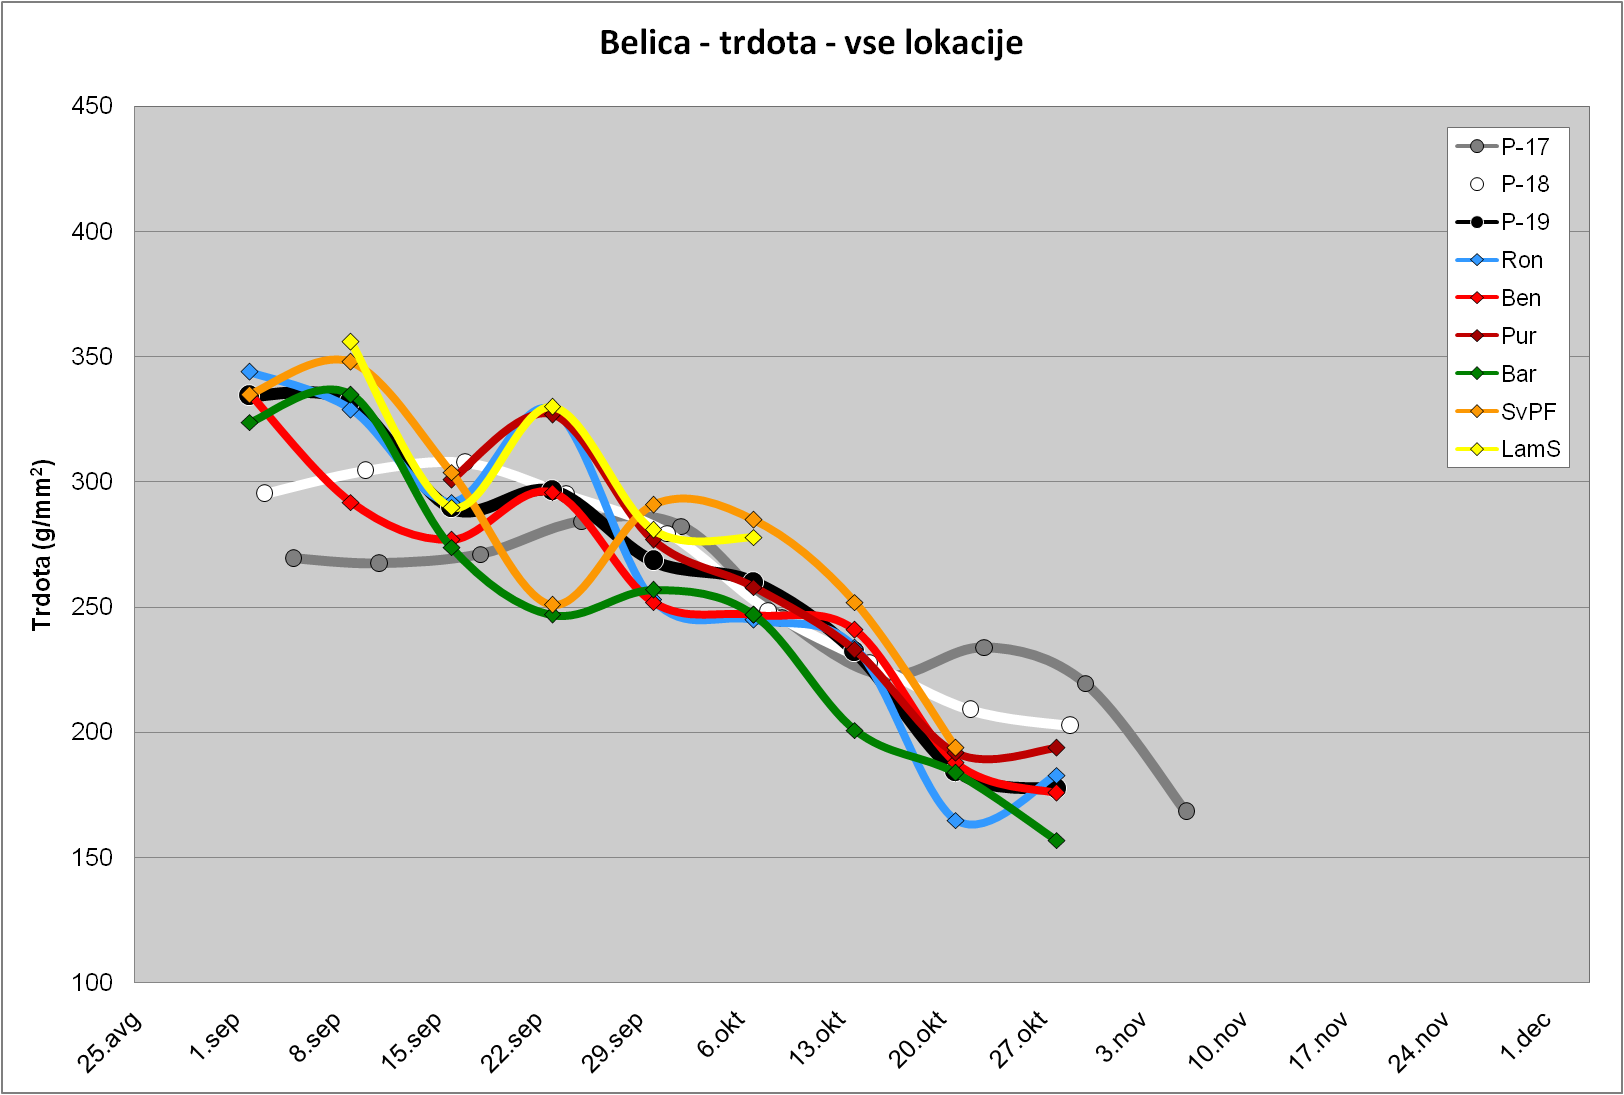 Belica - trdota - vse lokacije
Trdota (g/mm²)
450
400
350
300
250
200
150
100
25.avg
1.sep
8.sep
15.sep
22.sep
29.sep
6.okt
13.okt
20.okt
27.okt
3.nov
10.nov
17.nov
24.nov
1.dec
P-17
P-18
P-19
Ron
Ben
Pur
Bar
SvPF
LamS